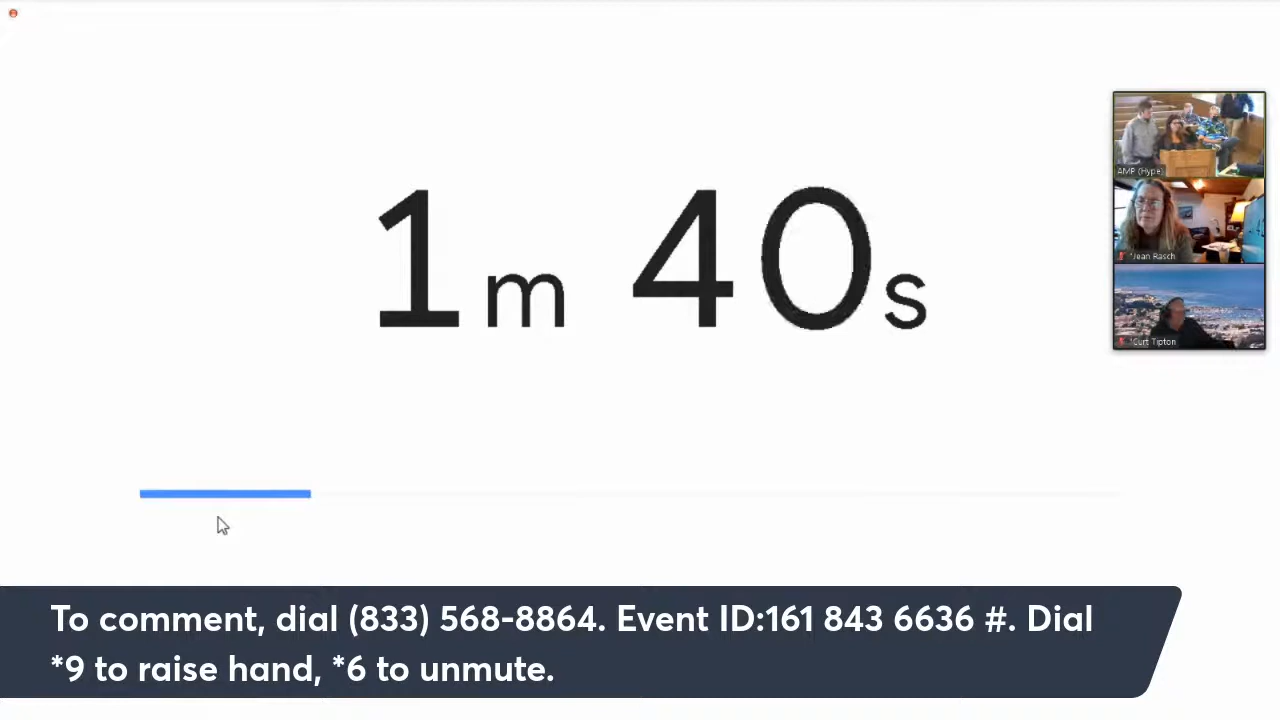 1m 40s
AMP (Hype)
*Jean Rasch
*Curt Tipton
To comment, dial (833) 568-8864. Event ID:161 843 6636 #. Dial
*9 to raise hand, *6 to unmute.